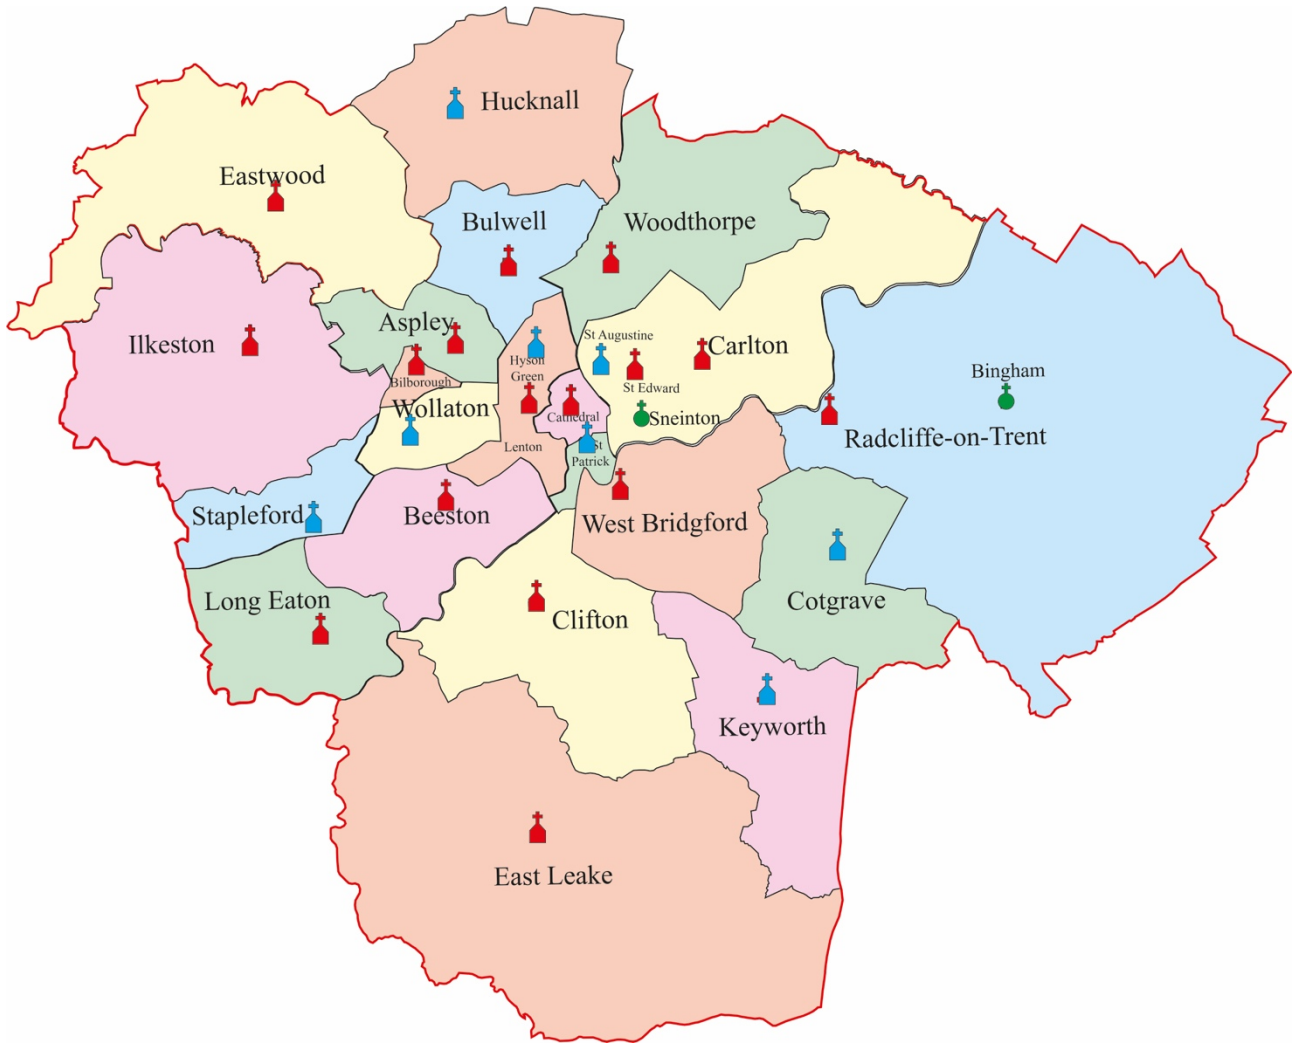 Hucknall
Eastwood
Bulwell
Woodthorpe
Aspley
Ilkeston
St Augustine
Carlton
Hyson
Green
Bingham
Bilborough
St Edward
Wollaton
Cathedral
Sneinton
Radcliffe-on-Trent
Lenton
St
Patrick
Stapleford
Beeston
West Bridgford
Long Eaton
Clifton
Cotgrave
Keyworth
East Leake